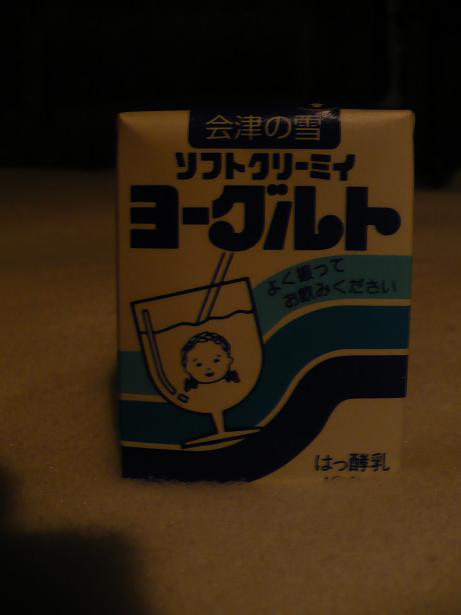 会津の雪
ソフトクリーミィ
ヨーグルト
よく振って
お飲みください
はっ酵乳